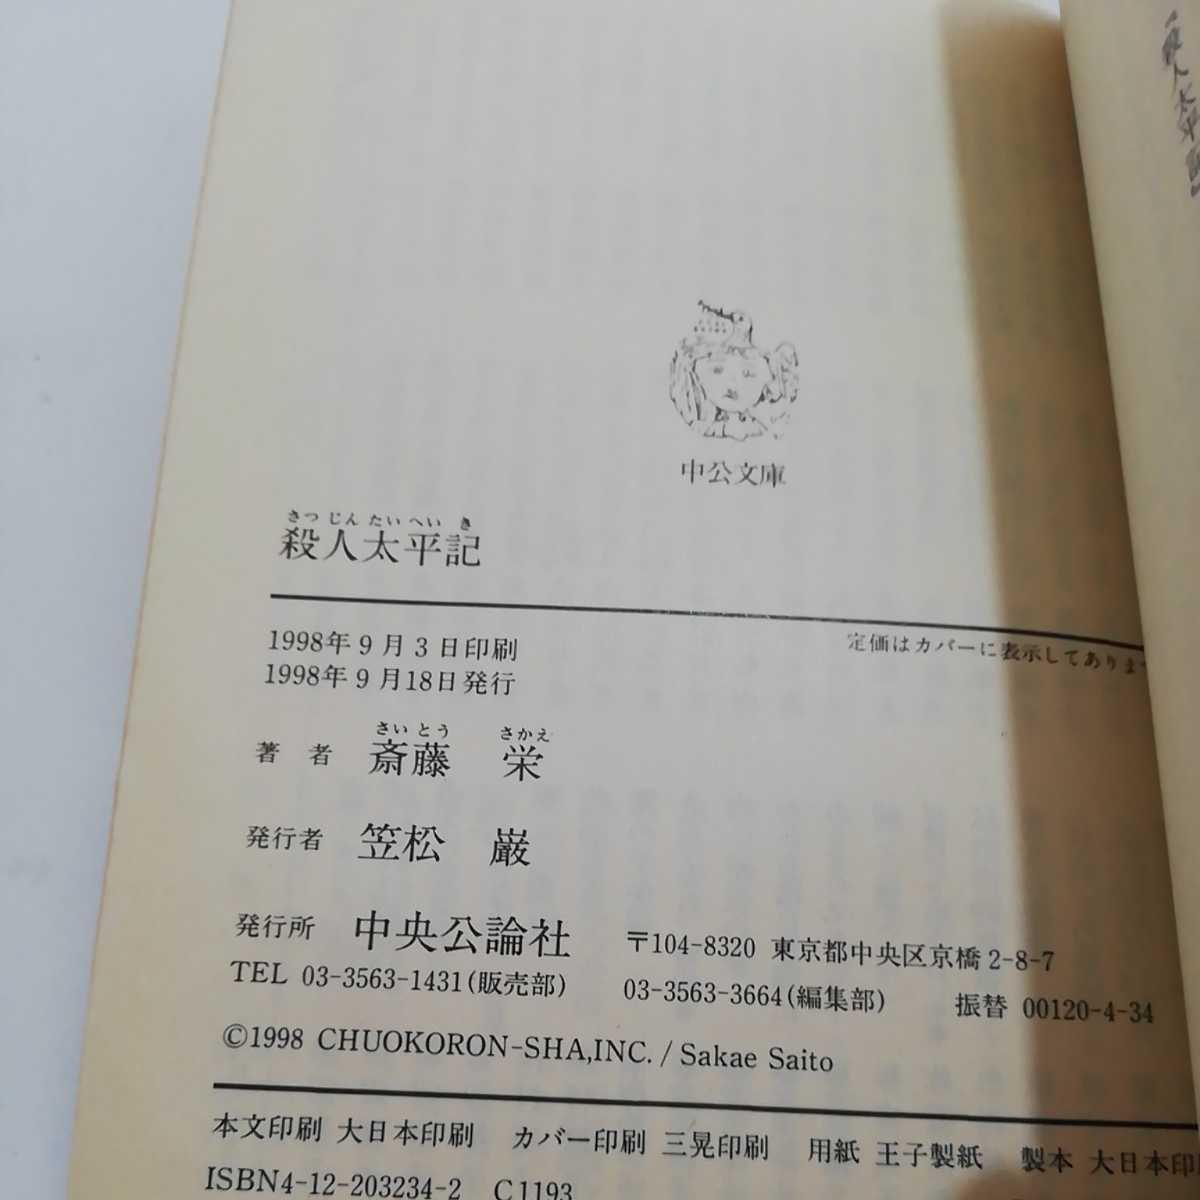 殺人太平記
中公文庫
さつ じん たい へい き
殺人太平記
1998年9月3日印刷
1998年9月18日発行
定価はカバーに表示してありま
さい とう さかえ
著者 斎藤 栄
発行者 笠松 巌
発行所 中央公論社 〒104-8320 東京都中央区京橋2-8-7
TEL 03-3563-1431(販売部) 03-3563-3664(編集部) 振替 00120-4-34
©1998 CHUOKORON-SHA,INC. / Sakae Saito
本文印刷 大日本印刷 カバー印刷 三晃印刷 用紙 王子製紙 製本 大日本印
ISBN4-12-203234-2 C1193